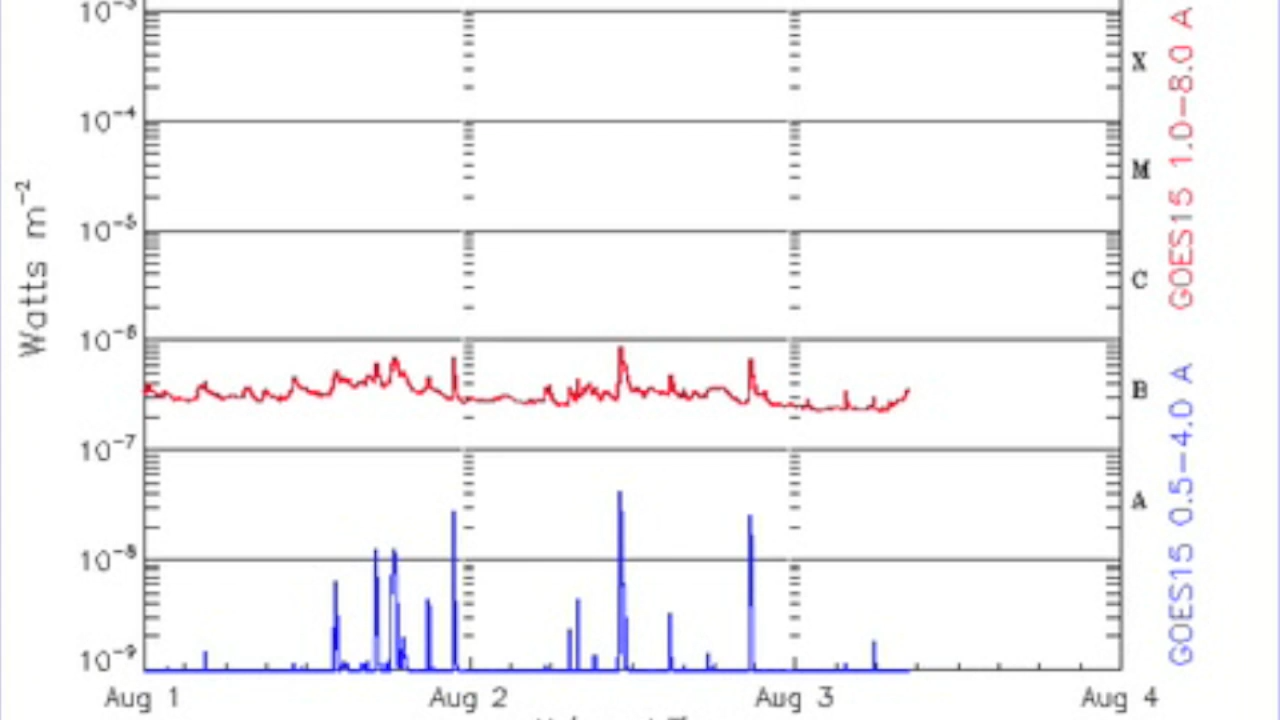 10⁻³
10⁻⁴
10⁻⁵
10⁻⁶
10⁻⁷
10⁻⁸
10⁻⁹
Watts m⁻²
X
M
C
B
A
GOES15 1.0-8.0 A
GOES15 0.5-4.0 A
Aug 1
Aug 2
Aug 3
Aug 4